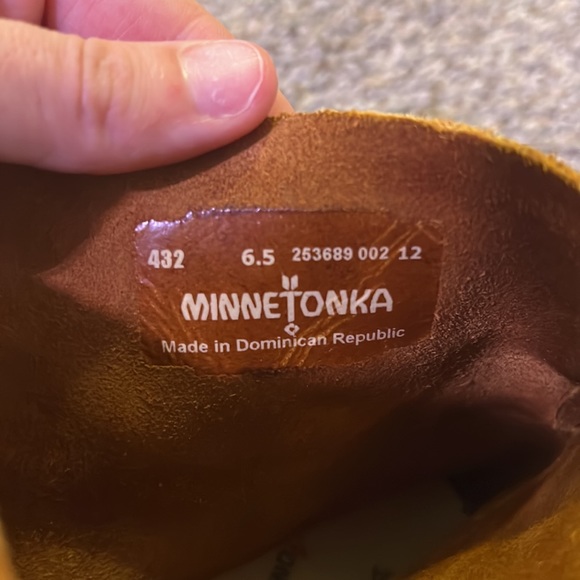 432 6.5 253689 002 12
MINNETONKA
Made in Dominican Republic